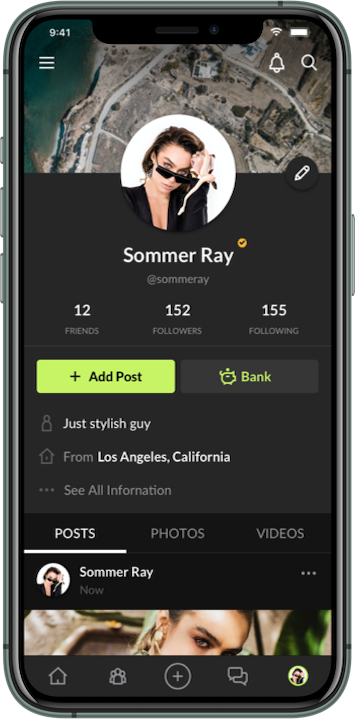 9:41
Sommer Ray
@sommeray
12 152 155
FRIENDS FOLLOWERS FOLLOWING
+ Add Post Bank
Just stylish guy
From Los Angeles, California
••• See All Infornation
POSTS PHOTOS VIDEOS
Sommer Ray •••
Now